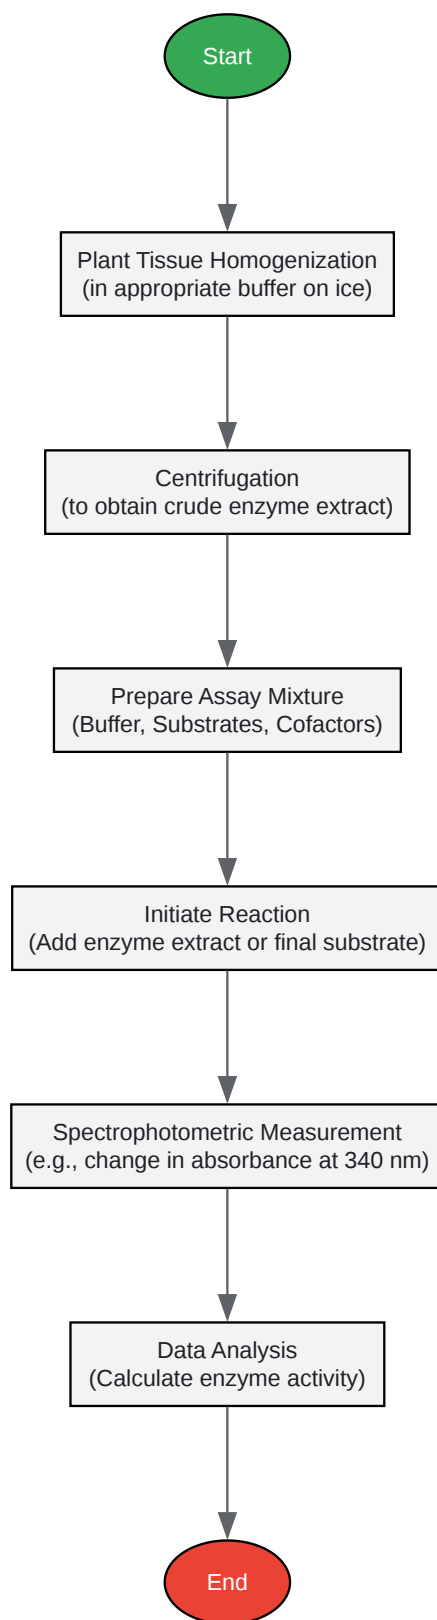 Start
Plant Tissue Homogenization
(in appropriate buffer on ice)
Centrifugation
(to obtain crude enzyme extract)
Prepare Assay Mixture
(Buffer, Substrates, Cofactors)
Initiate Reaction
(Add enzyme extract or final substrate)
Spectrophotometric Measurement
(e.g., change in absorbance at 340 nm)
Data Analysis
(Calculate enzyme activity)
End